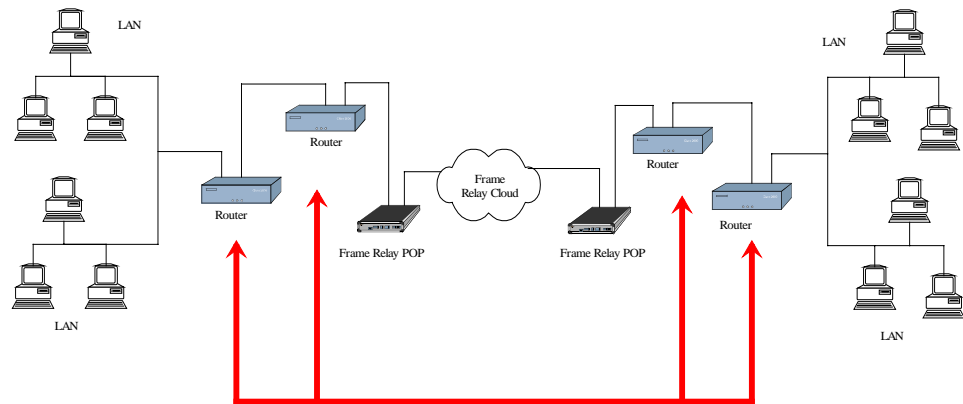 LAN
LAN
Router
Router
Frame
Relay Cloud
Router
Router
Frame Relay POP
Frame Relay POP
LAN
LAN